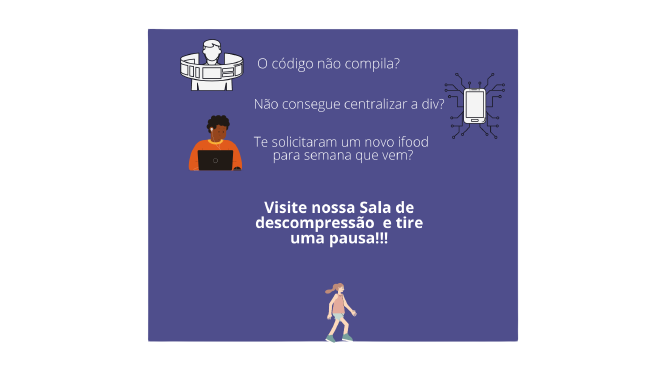 O código não compila?
Não consegue centralizar a div?
Te solicitaram um novo ifood
para semana que vem?
Visite nossa Sala de
descompressão e tire
uma pausa!!!